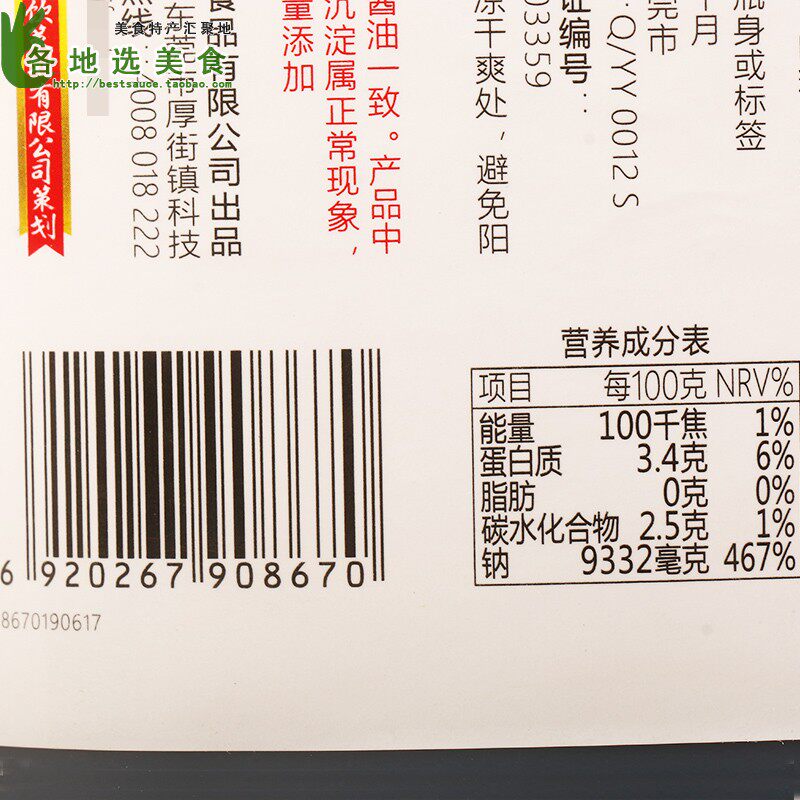 美食特产汇聚地
各地选美食
http://bestsauce.taobao.com
有限公司策划
瓶身或标签
年月
莞市
Q/YY 0012 S
证编号：
03359
凉干爽处，避免阳
酱油一致。产品中
沉淀属正常现象，
量添加
食品有限公司出品
东莞市厚街镇科技
热线：4008 018 222
营养成分表
项目 每100克 NRV%
能量 100千焦 1%
蛋白质 3.4克 6%
脂肪 0克 0%
碳水化合物 2.5克 1%
钠 9332毫克 467%
6 920267 908670
8670190617